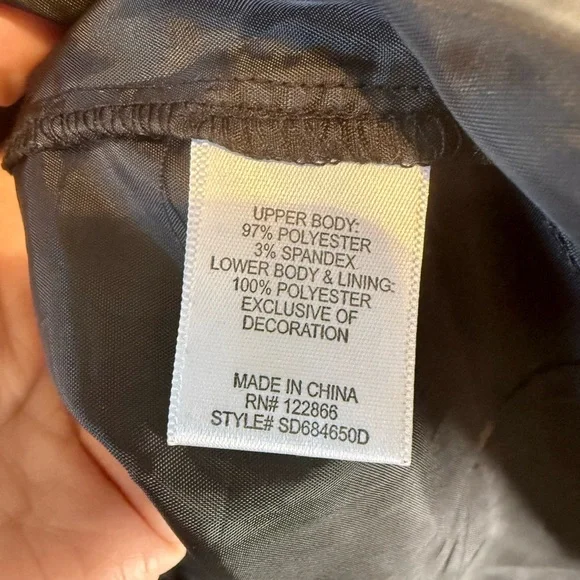 UPPER BODY:
97% POLYESTER
3% SPANDEX
LOWER BODY & LINING:
100% POLYESTER
EXCLUSIVE OF
DECORATION
MADE IN CHINA
RN# 122866
STYLE# SD684650D